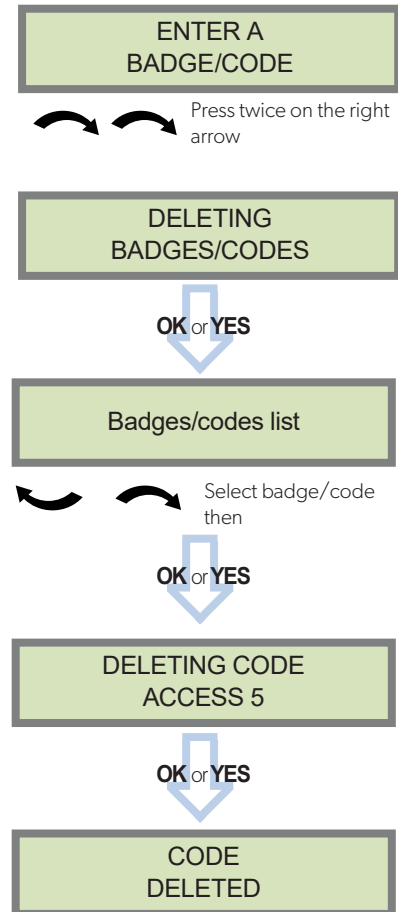 ENTER A
BADGE/CODE
Press twice on the right
arrow
DELETING
BADGES/CODES
OK or YES
Badges/codes list
Select badge/code
then
OK or YES
DELETING CODE
ACCESS 5
OK or YES
CODE
DELETED